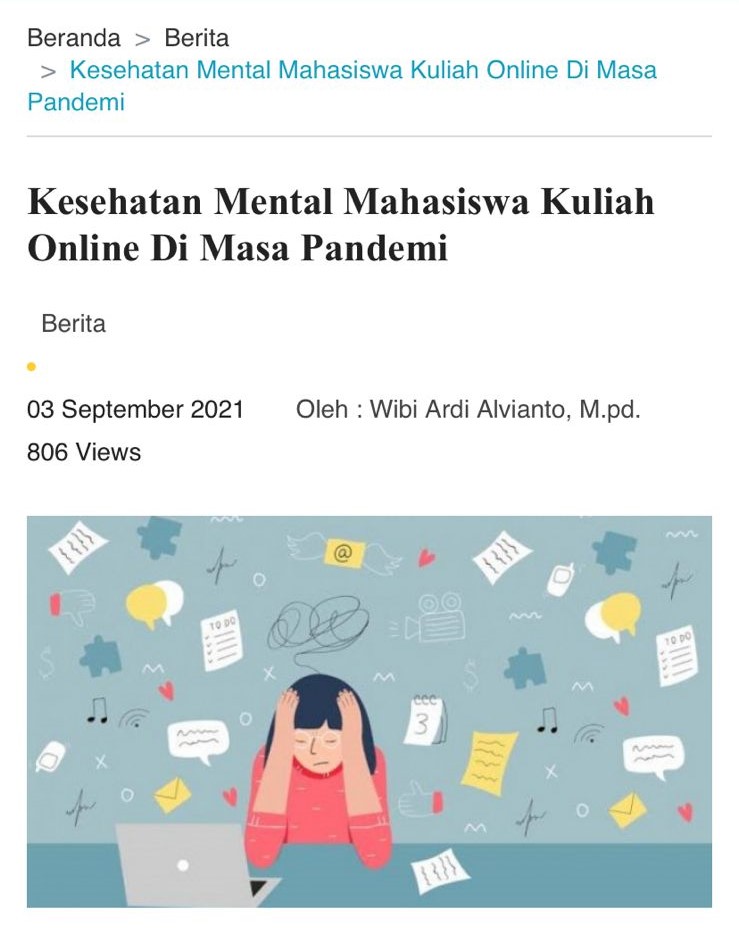 Beranda > Berita
> Kesehatan Mental Mahasiswa Kuliah Online Di Masa
Pandemi
Kesehatan Mental Mahasiswa Kuliah
Online Di Masa Pandemi
Berita
03 September 2021 Oleh : Wibi Ardi Alvianto, M.pd.
806 Views
@
TO DO
TO DO
3